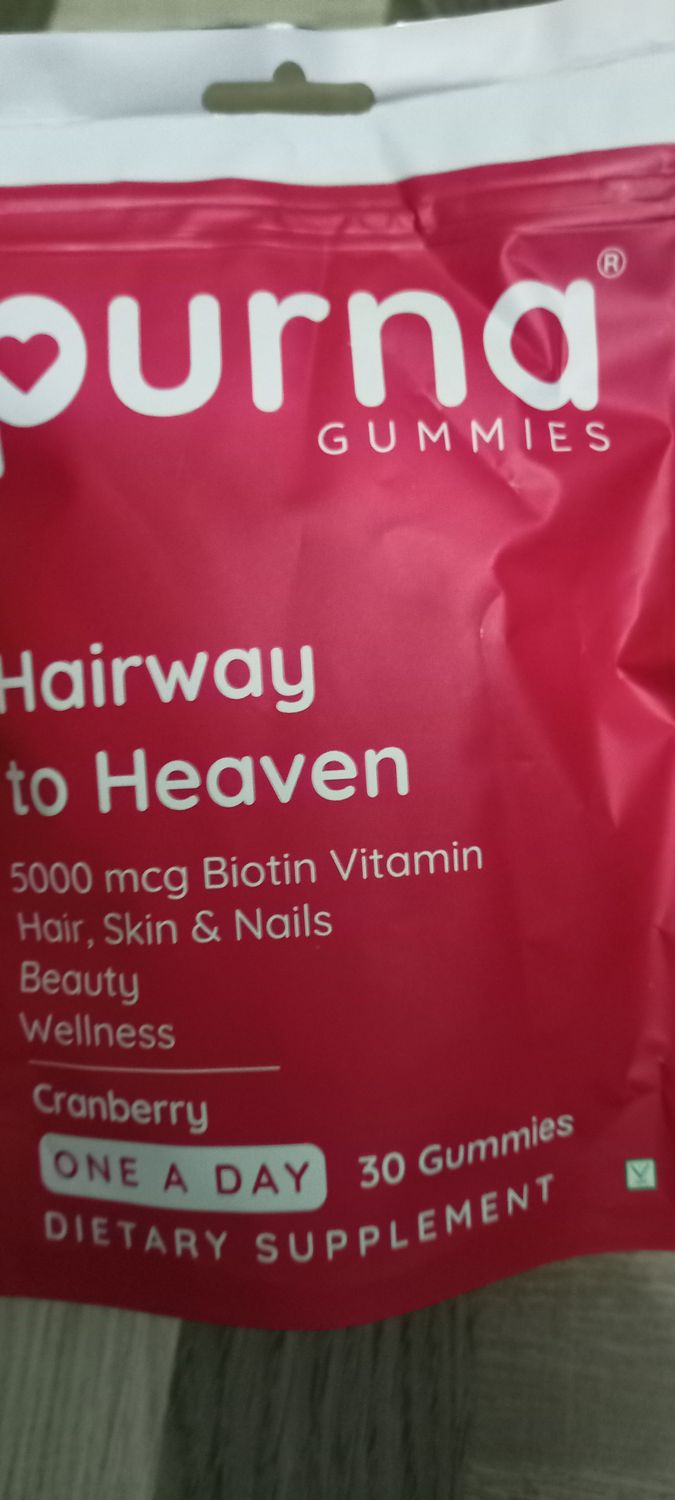 purna®
GUMMIES
Hairway
to Heaven
5000 mcg Biotin Vitamin
Hair, Skin & Nails
Beauty
Wellness
Cranberry
ONE A DAY 30 Gummies
DIETARY SUPPLEMENT